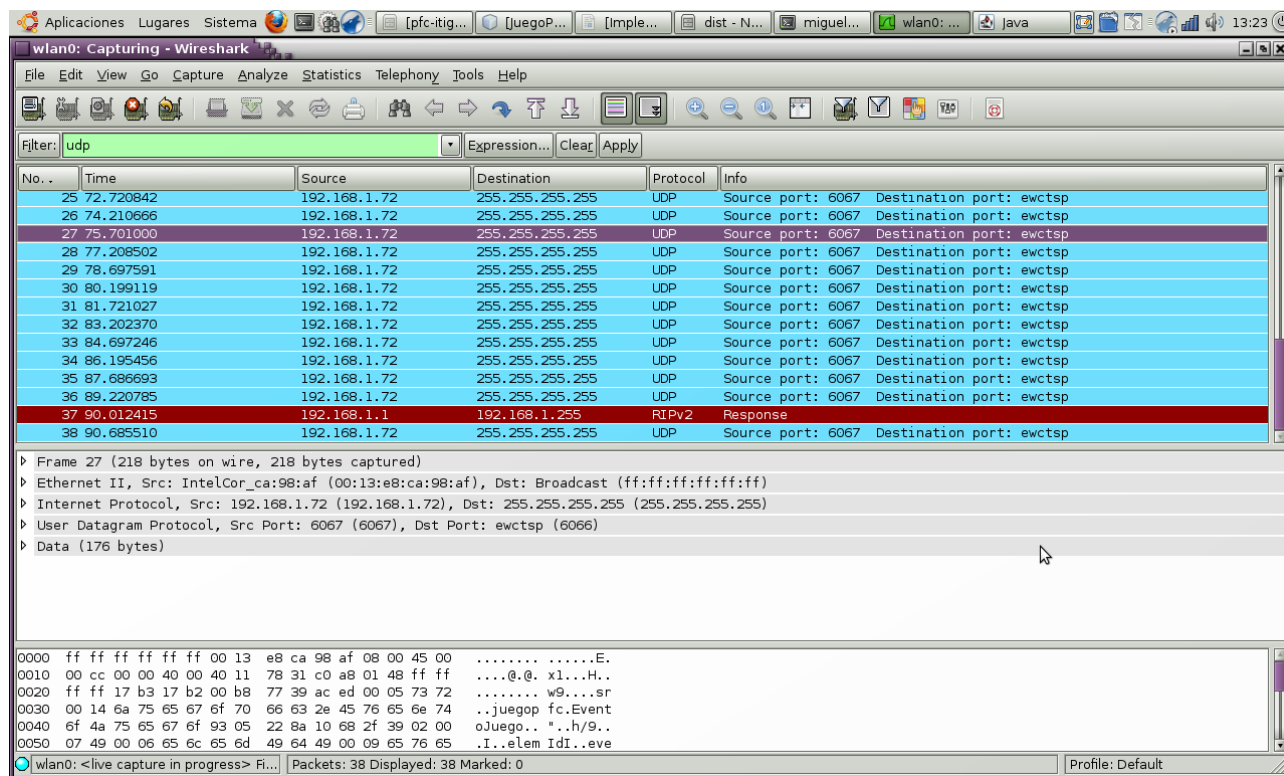 Aplicaciones Lugares Sistema [pfc-itig... [JuegoP... [Imple... dist - N... miguel... wlan0: ... Java 13:23
wlan0: Capturing - Wireshark
File Edit View Go Capture Analyze Statistics Telephony Tools Help
Filter: udp Expression... Clear Apply
No. . Time Source Destination Protocol Info
25 72.720842 192.168.1.72 255.255.255.255 UDP Source port: 6067 Destination port: ewctsp
26 74.210666 192.168.1.72 255.255.255.255 UDP Source port: 6067 Destination port: ewctsp
27 75.701000 192.168.1.72 255.255.255.255 UDP Source port: 6067 Destination port: ewctsp
28 77.208502 192.168.1.72 255.255.255.255 UDP Source port: 6067 Destination port: ewctsp
29 78.697591 192.168.1.72 255.255.255.255 UDP Source port: 6067 Destination port: ewctsp
30 80.199119 192.168.1.72 255.255.255.255 UDP Source port: 6067 Destination port: ewctsp
31 81.721027 192.168.1.72 255.255.255.255 UDP Source port: 6067 Destination port: ewctsp
32 83.202370 192.168.1.72 255.255.255.255 UDP Source port: 6067 Destination port: ewctsp
33 84.697246 192.168.1.72 255.255.255.255 UDP Source port: 6067 Destination port: ewctsp
34 86.195456 192.168.1.72 255.255.255.255 UDP Source port: 6067 Destination port: ewctsp
35 87.686693 192.168.1.72 255.255.255.255 UDP Source port: 6067 Destination port: ewctsp
36 89.220785 192.168.1.72 255.255.255.255 UDP Source port: 6067 Destination port: ewctsp
37 90.012415 192.168.1.1 192.168.1.255 RIPv2 Response
38 90.685510 192.168.1.72 255.255.255.255 UDP Source port: 6067 Destination port: ewctsp
Frame 27 (218 bytes on wire, 218 bytes captured)
Ethernet II, Src: IntelCor_ca:98:af (00:13:e8:ca:98:af), Dst: Broadcast (ff:ff:ff:ff:ff:ff)
Internet Protocol, Src: 192.168.1.72 (192.168.1.72), Dst: 255.255.255.255 (255.255.255.255)
User Datagram Protocol, Src Port: 6067 (6067), Dst Port: ewctsp (6066)
Data (176 bytes)
0000 ff ff ff ff ff ff 00 13 e8 ca 98 af 08 00 45 00 ........ ......E.
0010 00 cc 00 00 40 00 40 11 78 31 c0 a8 01 48 ff ff ....@.@. x1...H..
0020 ff ff 17 b3 17 b2 00 b8 77 39 ac ed 00 05 73 72 ........ w9....sr
0030 00 14 6a 75 65 67 6f 70 66 63 2e 45 76 65 6e 74 ..juegop fc.Event
0040 6f 4a 75 65 67 6f 93 05 22 8a 10 68 2f 39 02 00 oJuego.. "..h/9..
0050 07 49 00 06 65 6c 65 6d 49 64 49 00 09 65 76 65 .I..elem IdI..eve
wlan0: <live capture in progress> Fi... Packets: 38 Displayed: 38 Marked: 0 Profile: Default